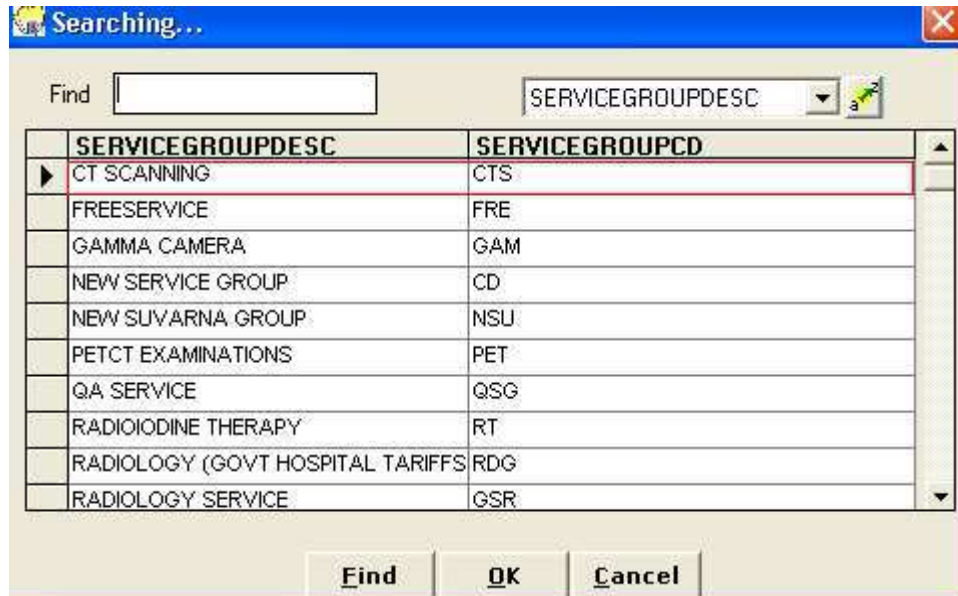 Searching...
Find SERVICEGROUPDESC a z
SERVICEGROUPDESC SERVICEGROUPCD
CT SCANNING CTS
FREESERVICE FRE
GAMMA CAMERA GAM
NEW SERVICE GROUP CD
NEW SUVARNA GROUP NSU
PETCT EXAMINATIONS PET
QA SERVICE QSG
RADIOIODINE THERAPY RT
RADIOLOGY (GOVT HOSPITAL TARIFFS RDG
RADIOLOGY SERVICE GSR
Find OK Cancel